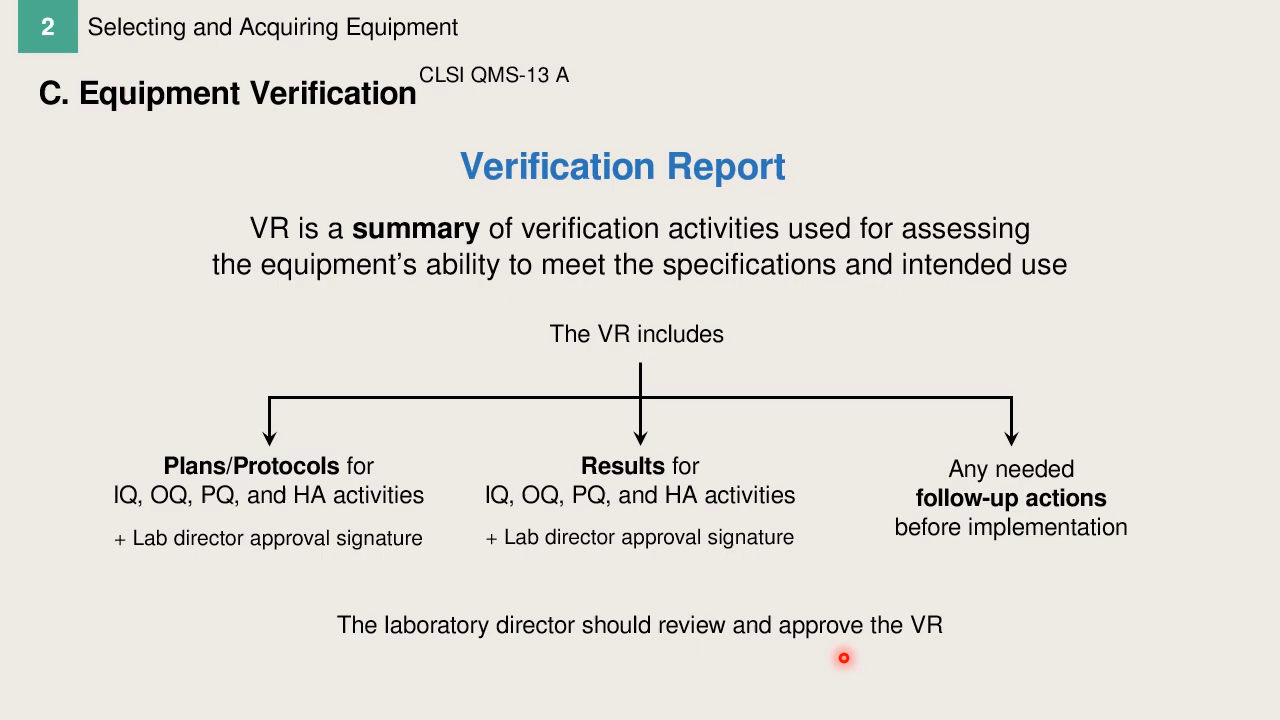 2 Selecting and Acquiring Equipment
C. Equipment Verification CLSI QMS-13 A
Verification Report
VR is a summary of verification activities used for assessing
the equipment’s ability to meet the specifications and intended use
The VR includes
Plans/Protocols for
IQ, OQ, PQ, and HA activities
+ Lab director approval signature
Results for
IQ, OQ, PQ, and HA activities
+ Lab director approval signature
Any needed
follow-up actions
before implementation
The laboratory director should review and approve the VR